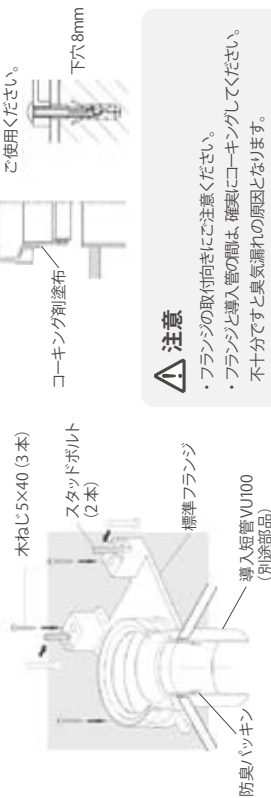 木ねじ5×40（3本）
スタッドボルト
（2本）
標準フランジ
導入短管VU100
（別途部品）
防臭パッキン
ご使用ください。
下穴8mm
コーキング剤塗布
注意
・フランジの取付向きにご注意ください。
・フランジと導入管の間は、確実にコーキングしてください。
不十分ですと臭気漏れの原因となります。